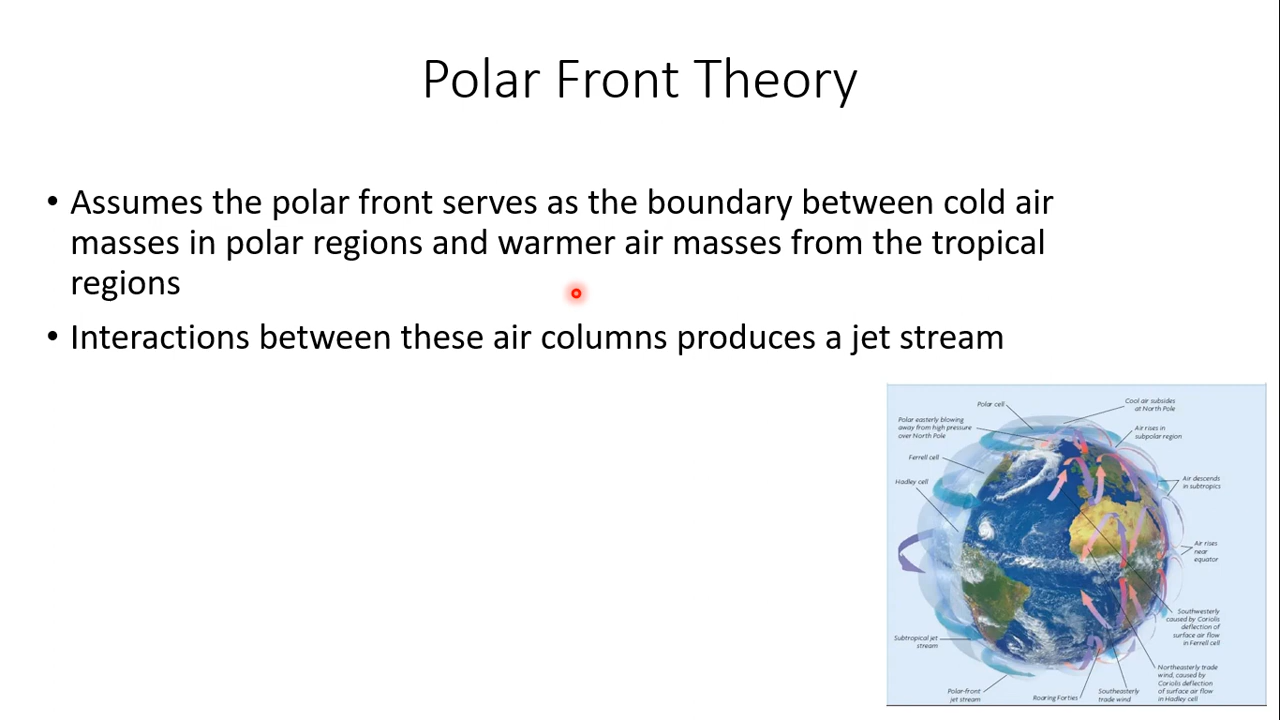 Polar Front Theory
• Assumes the polar front serves as the boundary between cold air
masses in polar regions and warmer air masses from the tropical
regions
• Interactions between these air columns produces a jet stream
Polar cell
Cool air subsides
at North Pole
Polar easterly blowing
away from high pressure
over North Pole
Air rises in
subpolar region
Ferrell cell
Hadley cell
Air descends
in subtropics
Air rises
near
equator
Southwesterly
caused by Coriolis
deflection of
surface air flow
in Ferrell cell
Subtropical jet
stream
Northeasterly trade
wind, caused by
Coriolis deflection
of surface air flow
in Hadley cell
Polar-front
jet stream
Roaring Forties
Southeasterly
trade wind